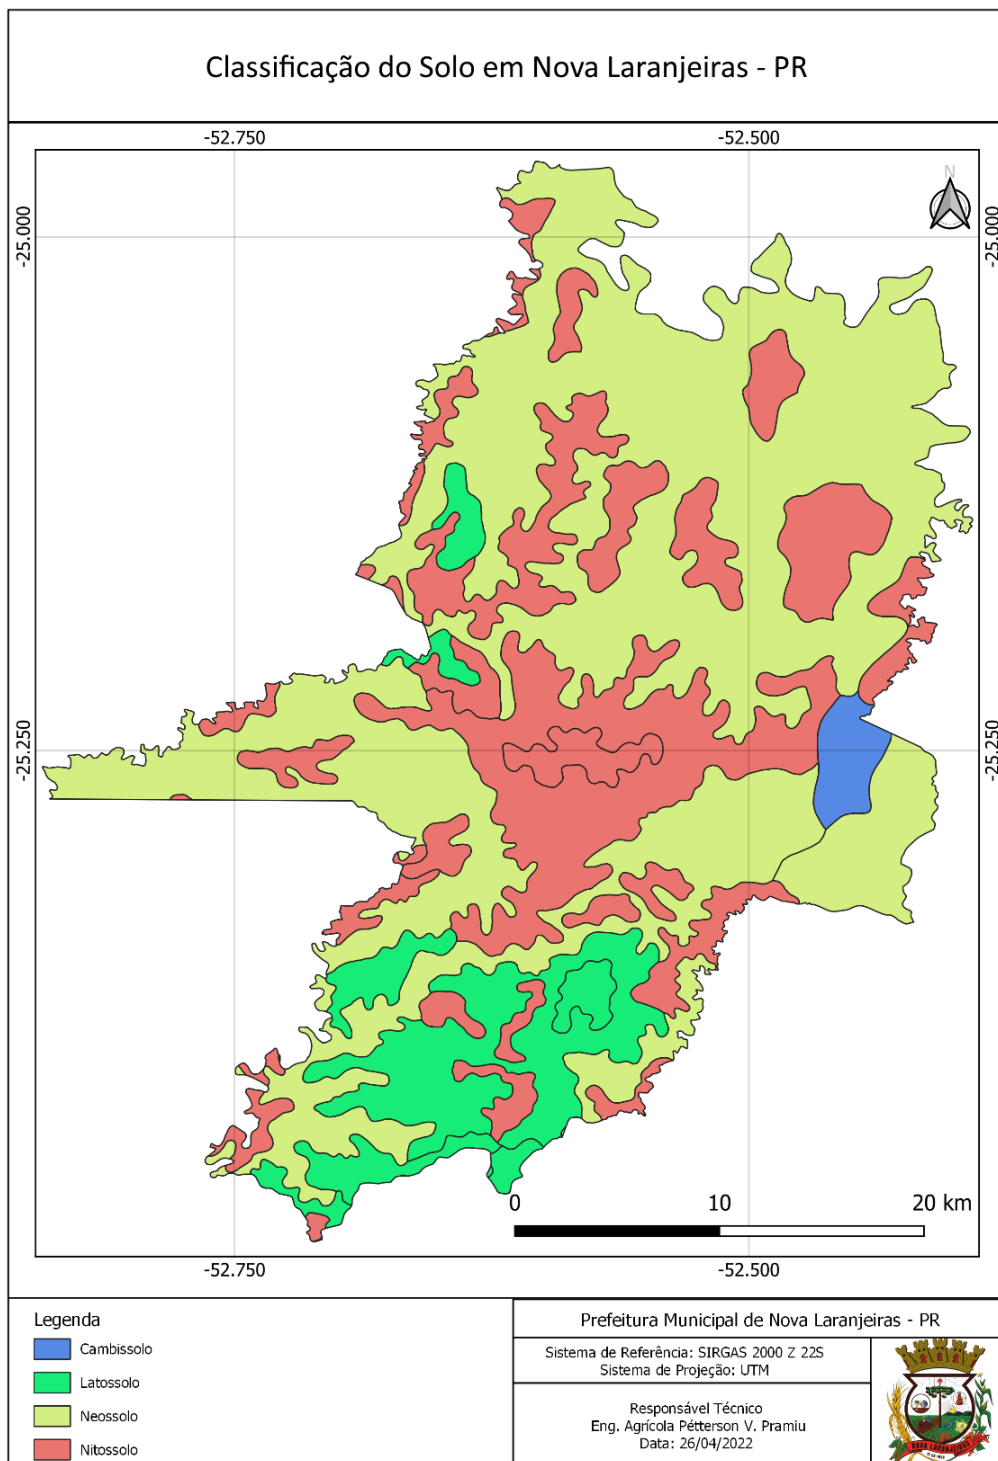 Classificação do Solo em Nova Laranjeiras - PR
-52.750
-52.500
-25.000
-25.000
N
-25.250
-25.250
0
10
20 km
-52.750
-52.500
Legenda
Cambissolo
Latossolo
Neossolo
Nitossolo
Prefeitura Municipal de Nova Laranjeiras - PR
Sistema de Referência: SIRGAS 2000 Z 22S
Sistema de Projeção: UTM
Responsável Técnico
Eng. Agrícola Pétterson V. Pramiu
Data: 26/04/2022
NOVA LARANJEIRAS